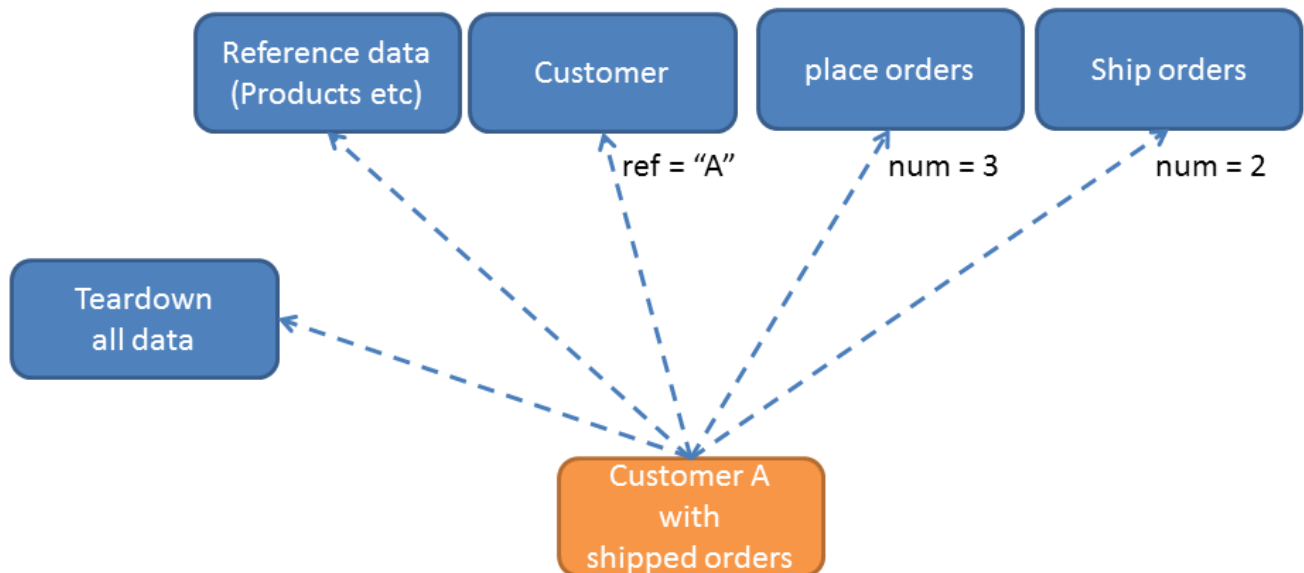 Reference data
(Products etc)
Customer
place orders
Ship orders
ref = “A”
num = 3
num = 2
Teardown
all data
Customer A
with
shipped orders